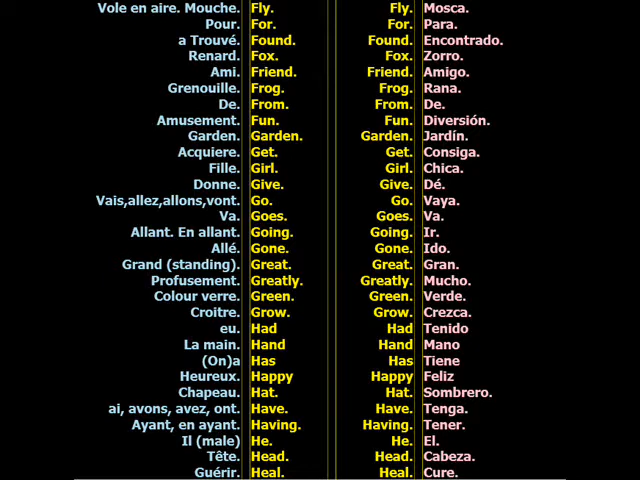 Vole en aire. Mouche. Fly. Fly. Mosca.
Pour. For. For. Para.
a Trouvé. Found. Found. Encontrado.
Renard. Fox. Fox. Zorro.
Ami. Friend. Friend. Amigo.
Grenouille. Frog. Frog. Rana.
De. From. From. De.
Amusement. Fun. Fun. Diversión.
Garden. Garden. Garden. Jardín.
Acquiere. Get. Get. Consiga.
Fille. Girl. Girl. Chica.
Donne. Give. Give. Dé.
Vais,allez,allons,vont. Go. Go. Vaya.
Va. Goes. Goes. Va.
Allant. En allant. Going. Going. Ir.
Allé. Gone. Gone. Ido.
Grand (standing). Great. Great. Gran.
Profusement. Greatly. Greatly. Mucho.
Colour verre. Green. Green. Verde.
Croitre. Grow. Grow. Crezca.
eu. Had Had Tenido
La main. Hand Hand Mano
(On)a Has Has Tiene
Heureux. Happy Happy Feliz
Chapeau. Hat. Hat. Sombrero.
ai, avons, avez, ont. Have. Have. Tenga.
Ayant, en ayant. Having. Having. Tener.
Il (male) He. He. El.
Tête. Head. Head. Cabeza.
Guérir. Heal. Heal. Cure.